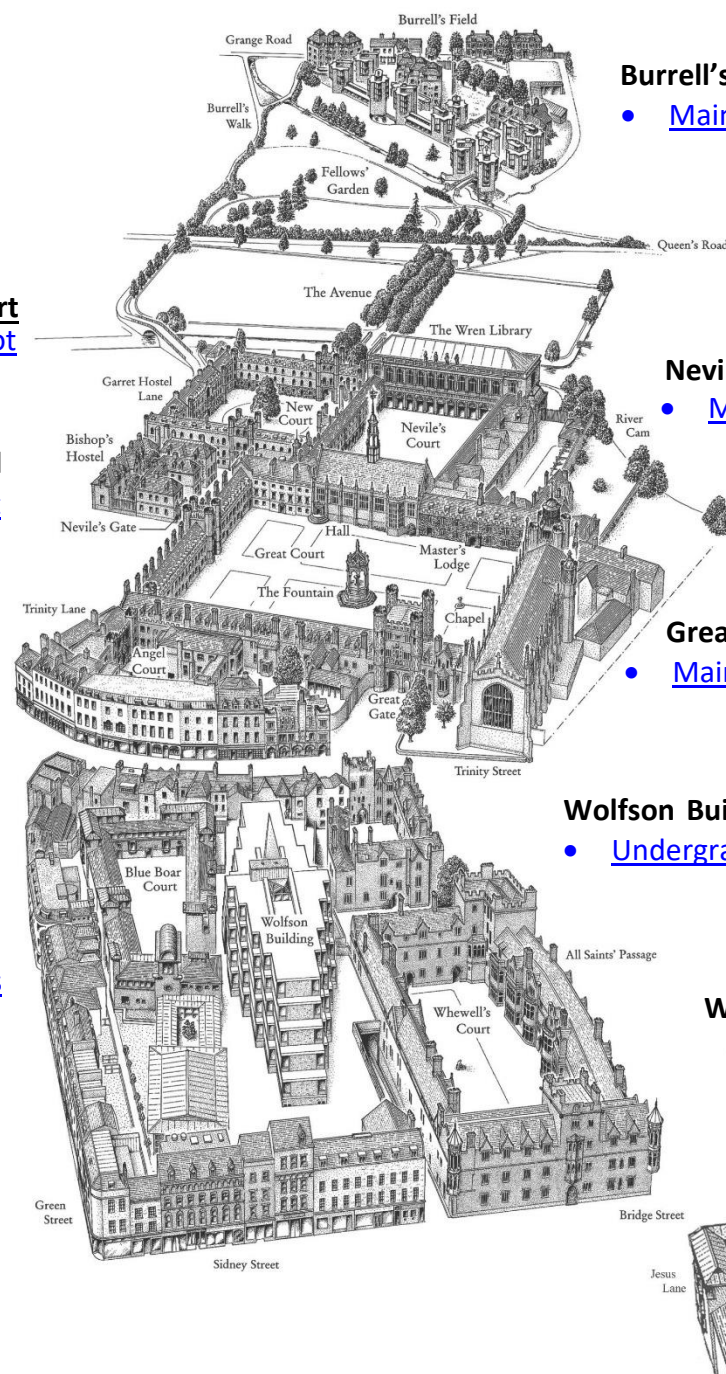 Burrell's Field
Grange Road
Burrell's
Mair
Burrell's
Walk
Fellows'
Garden
Queen's Road
The Avenue
rt
ot
The Wren Library
Garret Hostel
Lane
New
Court
Nevile's
Court
Nevi
M
River
Cam
Bishop's
Hostel
Nevile's Gate
Hall
Great Court
Master's
Lodge
The Fountain
Trinity Lane
Chapel
Grea
Mair
Angel
Court
Great
Gate
Trinity Street
Wolfson Bui
Undergra
Blue Boar
Court
Wolfson
Building
All Saints' Passage
s
Whewell's
Court
W
Green
Street
Bridge Street
Sidney Street
Jesus
Lane